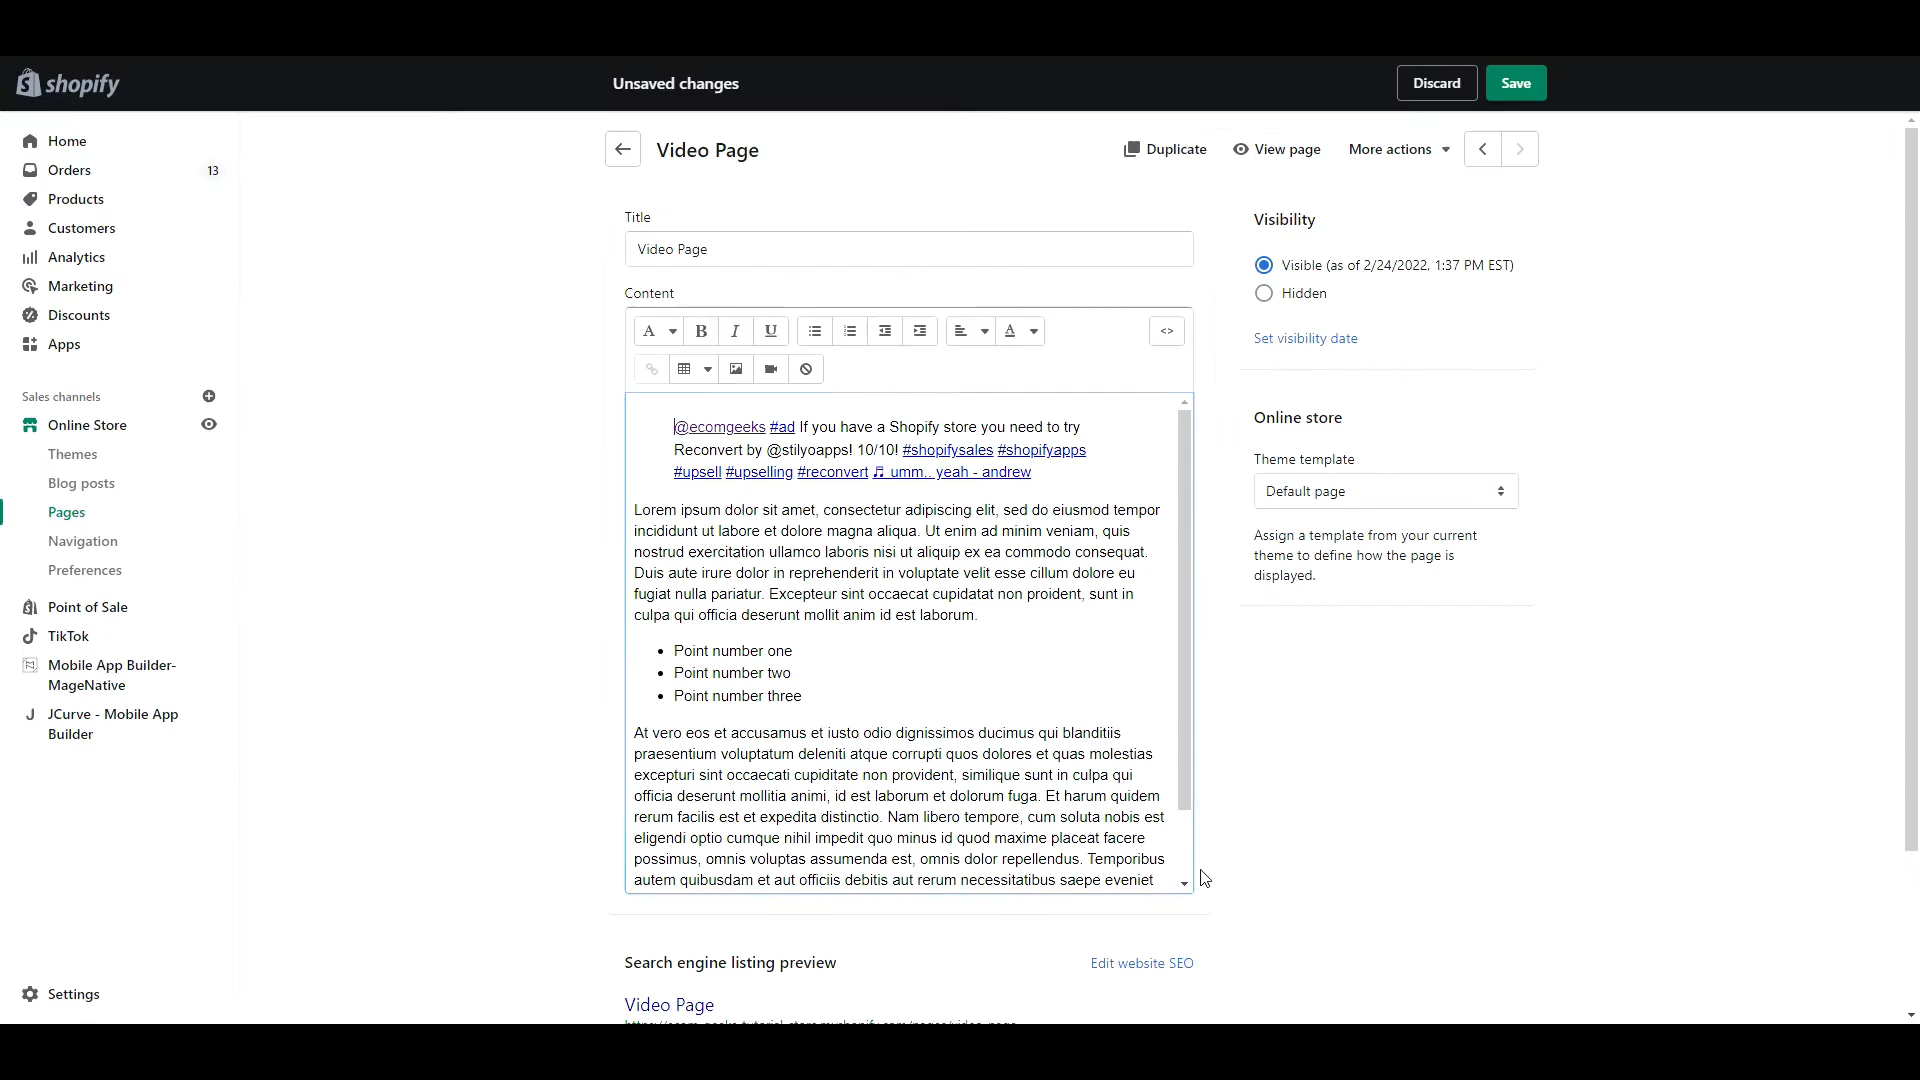 shopify
Unsaved changes
Discard
Save
Home
Orders
13
Products
Customers
Analytics
Marketing
Discounts
Apps
Sales channels
Online Store
Themes
Blog posts
Pages
Navigation
Preferences
Point of Sale
TikTok
Mobile App Builder-
MageNative
JCurve - Mobile App
Builder
Settings
Video Page
Duplicate
View page
More actions
Title
Video Page
Content
@ecomgeeks #ad If you have a Shopify store you need to try
Reconvert by @stilyoapps! 10/10! #shopifysales #shopifyapps
#upsell #upselling #reconvert ♬ umm.. yeah - andrew
Lorem ipsum dolor sit amet, consectetur adipiscing elit, sed do eiusmod tempor
incididunt ut labore et dolore magna aliqua. Ut enim ad minim veniam, quis
nostrud exercitation ullamco laboris nisi ut aliquip ex ea commodo consequat.
Duis aute irure dolor in reprehenderit in voluptate velit esse cillum dolore eu
fugiat nulla pariatur. Excepteur sint occaecat cupidatat non proident, sunt in
culpa qui officia deserunt mollit anim id est laborum.
• Point number one
• Point number two
• Point number three
At vero eos et accusamus et iusto odio dignissimos ducimus qui blanditiis
praesentium voluptatum deleniti atque corrupti quos dolores et quas molestias
excepturi sint occaecati cupiditate non provident, similique sunt in culpa qui
officia deserunt mollitia animi, id est laborum et dolorum fuga. Et harum quidem
rerum facilis est et expedita distinctio. Nam libero tempore, cum soluta nobis est
eligendi optio cumque nihil impedit quo minus id quod maxime placeat facere
possimus, omnis voluptas assumenda est, omnis dolor repellendus. Temporibus
autem quibusdam et aut officiis debitis aut rerum necessitatibus saepe eveniet
Search engine listing preview
Edit website SEO
Video Page
Visibility
Visible (as of 2/24/2022, 1:37 PM EST)
Hidden
Set visibility date
Online store
Theme template
Default page
Assign a template from your current
theme to define how the page is
displayed.